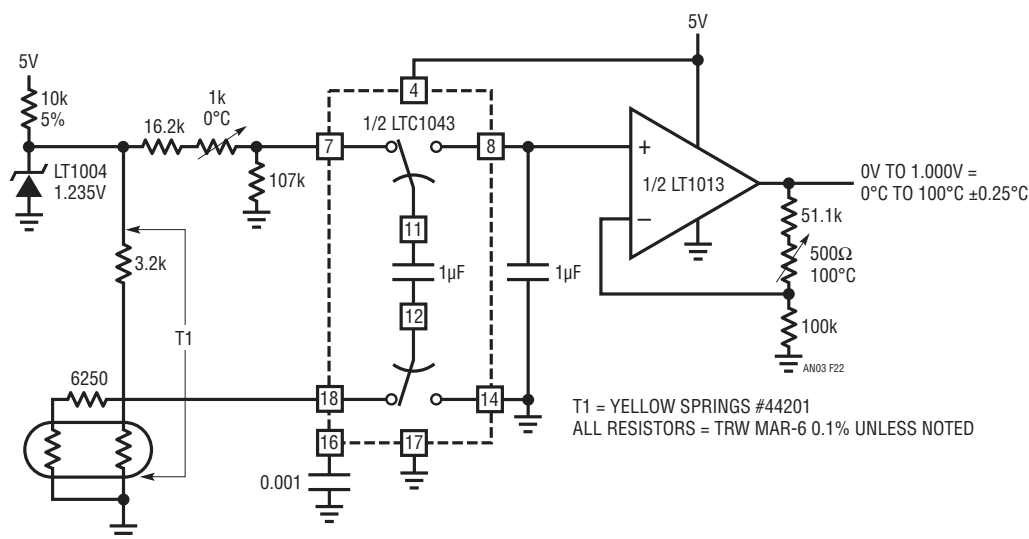 5V
10k
5%
LT1004
1.235V
16.2k
1k
0°C
107k
3.2k
T1
6250
4
1/2 LTC1043
7
8
11
1µF
12
1µF
18
14
16
17
0.001
5V
+
1/2 LT1013
−
0V TO 1.000V =
0°C TO 100°C ±0.25°C
51.1k
500Ω
100°C
100k
AN03 F22
T1 = YELLOW SPRINGS #44201
ALL RESISTORS = TRW MAR-6 0.1% UNLESS NOTED